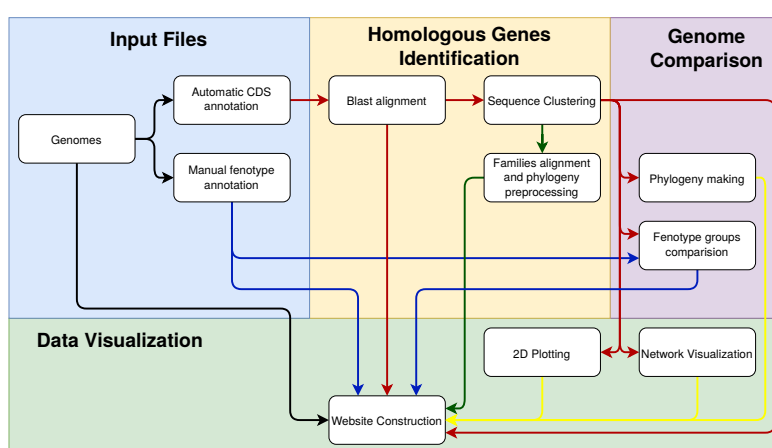 Input Files
Homologous Genes
Identification
Genome
Comparison
Automatic CDS
annotation
Blast alignment
Sequence Clustering
Genomes
Manual fenotype
annotation
Families alignment
and phylogeny
preprocessing
Phylogeny making
Fenotype groups
comparision
Data Visualization
2D Plotting
Network Visualization
Website Construction